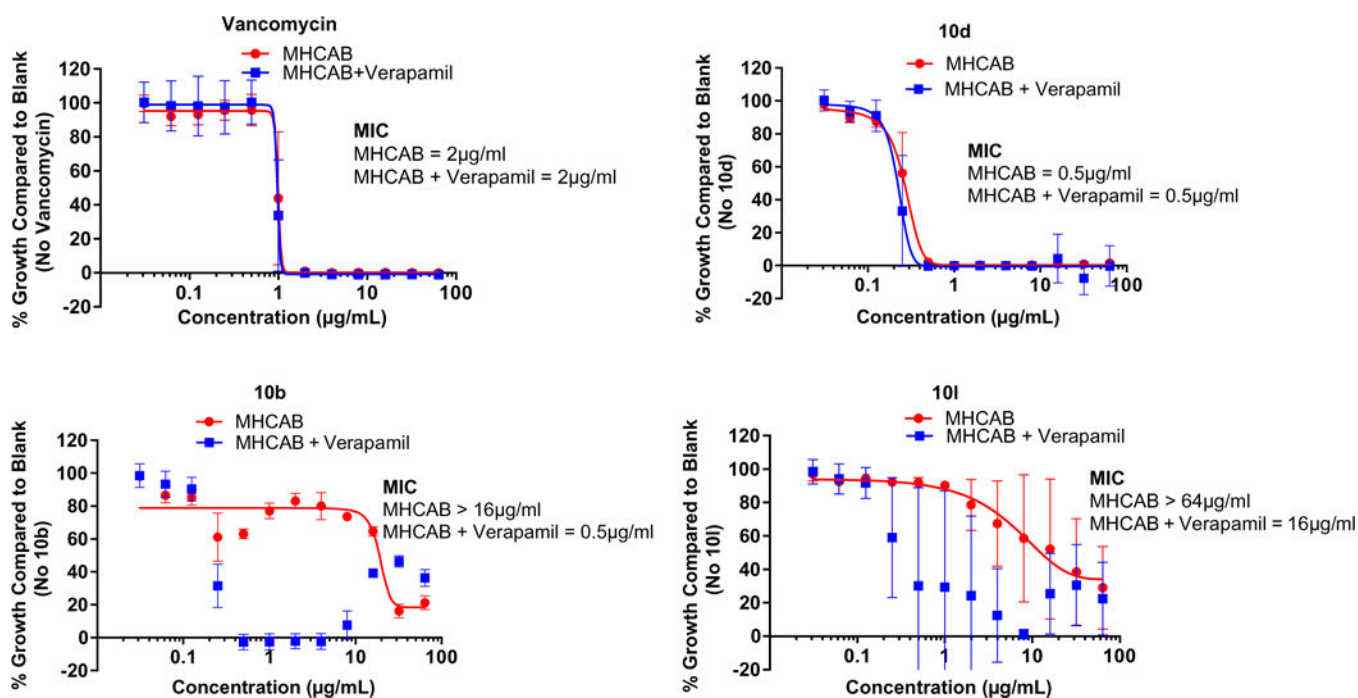 Vancomycin
MHCAB
MHCAB+Verapamil
% Growth Compared to Blank
(No Vancomycin)
120
100
80
60
40
20
0
-20
MIC
MHCAB = 2µg/ml
MHCAB + Verapamil = 2µg/ml
0.1
1
10
100
Concentration (µg/mL)
10d
MHCAB
MHCAB + Verapamil
% Growth Compared to Blank
(No 10d)
120
100
80
60
40
20
0
-20
MIC
MHCAB = 0.5µg/ml
MHCAB + Verapamil = 0.5µg/ml
0.1
1
10
100
Concentration (µg/mL)
10b
MHCAB
MHCAB + Verapamil
% Growth Compared to Blank
(No 10b)
120
100
80
60
40
20
0
-20
MIC
MHCAB > 16µg/ml
MHCAB + Verapamil = 0.5µg/ml
0.1
1
10
100
Concentration (µg/mL)
10l
MHCAB
MHCAB + Verapamil
% Growth Compared to Blank
(No 10l)
120
100
80
60
40
20
0
-20
MIC
MHCAB > 64µg/ml
MHCAB + Verapamil = 16µg/ml
0.1
1
10
100
Concentration (µg/mL)